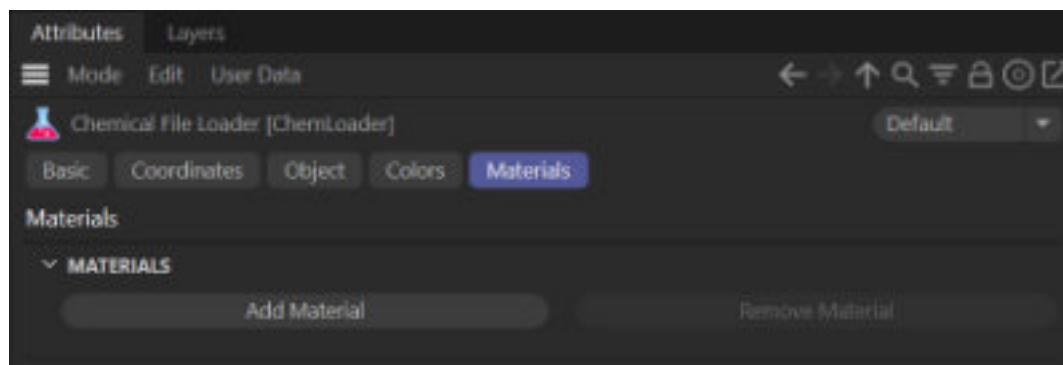 Attributes Layers
Mode Edit User Data
Chemical File Loader [ChemLoader] Default
Basic Coordinates Object Colors Materials
Materials
MATERIALS
Add Material Remove Material